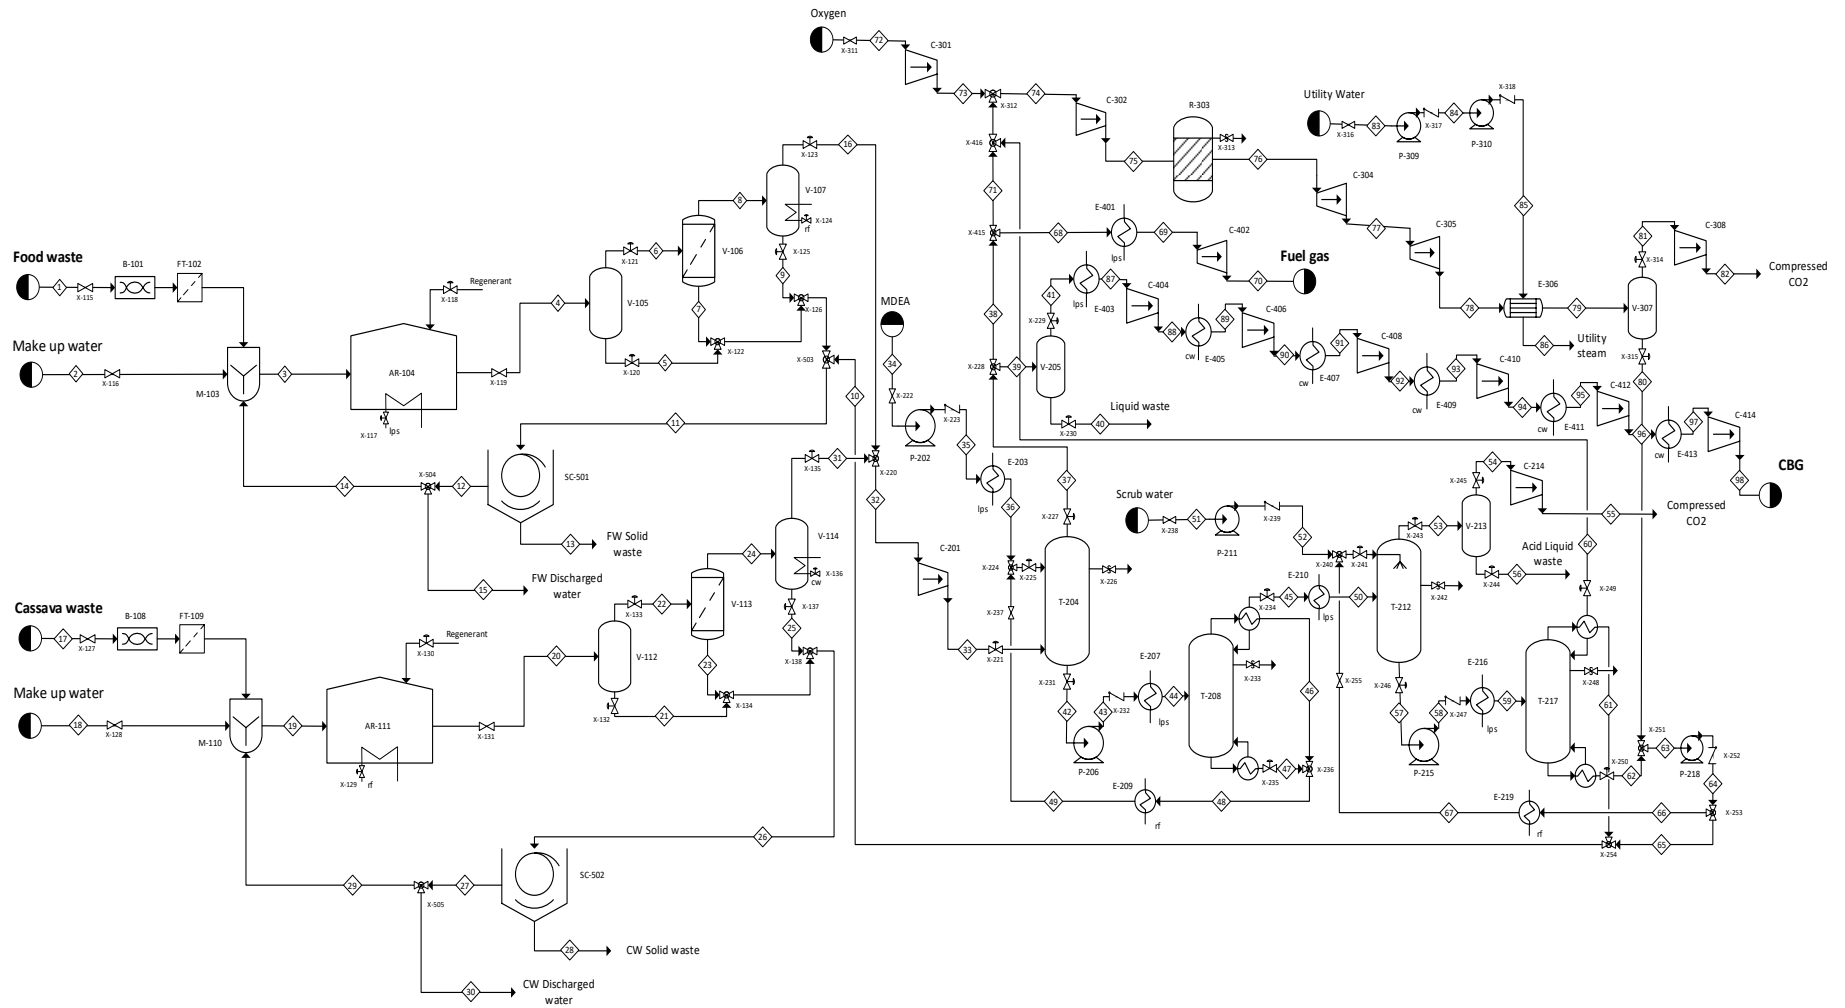 Oxygen
72
X-311
C-301
73
X-312
74
C-302
75
R-303
X-313
76
Utility Water
X-316
83
P-309
X-317
84
P-310
X-318
C-304
77
C-305
78
85
E-306
79
86
Utility
steam
81
C-308
X-314
V-307
X-315
80
82
Compressed
CO2
X-416
71
X-415
68
E-401
lps
69
C-402
70
Fuel gas
38
X-228
39
41
X-229
V-205
X-230
40
Liquid waste
E-403
lps
87
C-404
88
E-405
cw
89
C-406
90
E-407
cw
91
C-408
92
E-409
cw
93
C-410
94
E-411
cw
95
C-412
96
E-413
cw
97
C-414
98
CBG
Food waste
1
X-115
B-101
FT-102
Make up water
2
X-116
M-103
3
AR-104
X-117
lps
X-118
Regenerant
X-119
4
V-105
X-120
5
X-121
6
V-106
7
X-122
8
V-107
X-123
16
X-124
rf
X-125
9
X-126
X-503
10
11
SC-501
12
X-504
14
13
FW Solid
waste
15
FW Discharged
water
Cassava waste
17
X-127
B-108
FT-109
Make up water
18
X-128
M-110
19
AR-111
X-129
rf
X-130
Regenerant
X-131
20
V-112
X-132
21
X-133
22
V-113
23
X-134
24
V-114
X-135
31
X-136
cw
X-137
25
X-138
26
SC-502
27
X-505
29
28
CW Solid waste
30
CW Discharged
water
MDEA
34
X-222
P-202
X-223
35
E-203
lps
36
X-220
32
C-201
33
X-221
X-224
X-225
X-237
37
X-227
T-204
X-226
X-231
42
P-206
43
X-232
E-207
lps
44
T-208
X-233
X-234
45
E-210
lps
46
X-235
47
X-236
48
E-209
rf
49
Scrub water
X-238
51
P-211
X-239
52
X-240
X-241
50
T-212
X-242
X-243
53
V-213
X-244
56
Acid Liquid
waste
X-245
54
C-214
55
Compressed
CO2
X-246
57
P-215
58
X-247
E-216
lps
59
T-217
X-248
X-249
60
61
X-250
62
X-251
63
P-218
X-252
64
X-253
65
66
E-219
rf
67
X-254
X-255